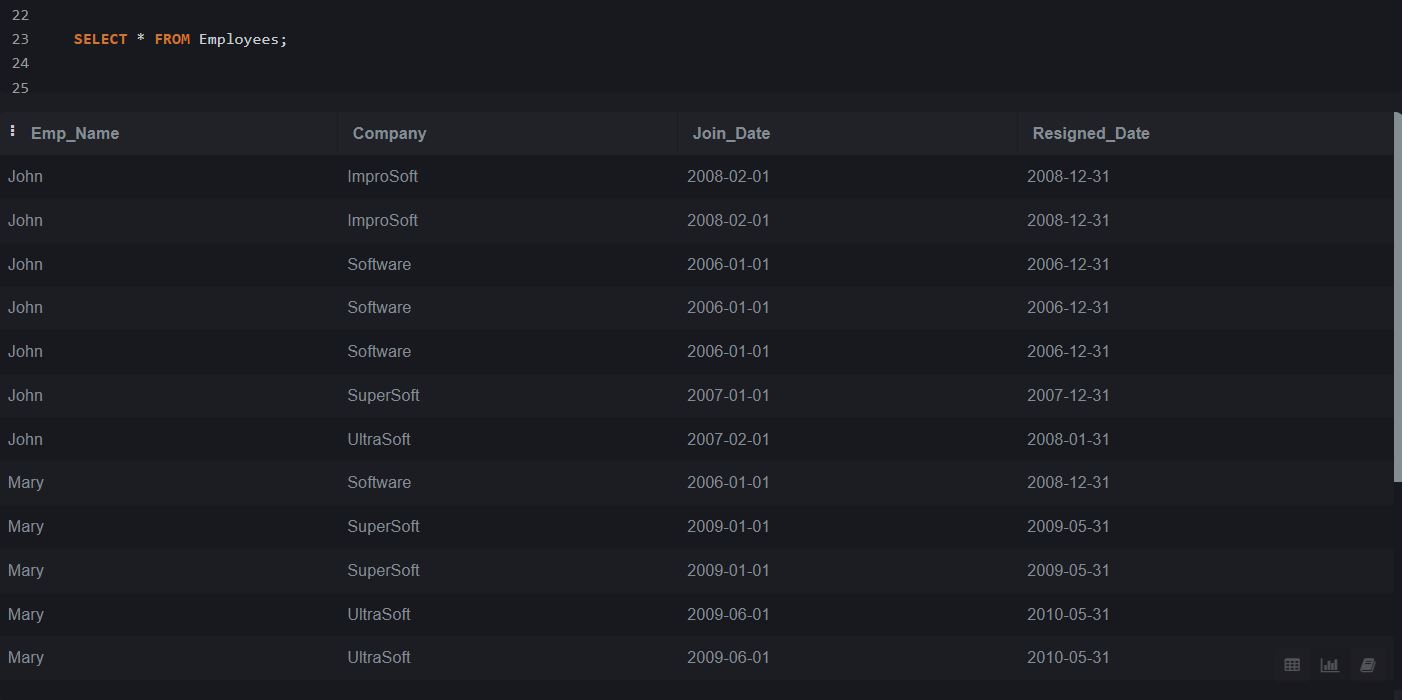 22
23 SELECT * FROM Employees;
24
25
Emp_Name Company Join_Date Resigned_Date
John ImproSoft 2008-02-01 2008-12-31
John ImproSoft 2008-02-01 2008-12-31
John Software 2006-01-01 2006-12-31
John Software 2006-01-01 2006-12-31
John Software 2006-01-01 2006-12-31
John SuperSoft 2007-01-01 2007-12-31
John UltraSoft 2007-02-01 2008-01-31
Mary Software 2006-01-01 2008-12-31
Mary SuperSoft 2009-01-01 2009-05-31
Mary SuperSoft 2009-01-01 2009-05-31
Mary UltraSoft 2009-06-01 2010-05-31
Mary UltraSoft 2009-06-01 2010-05-31